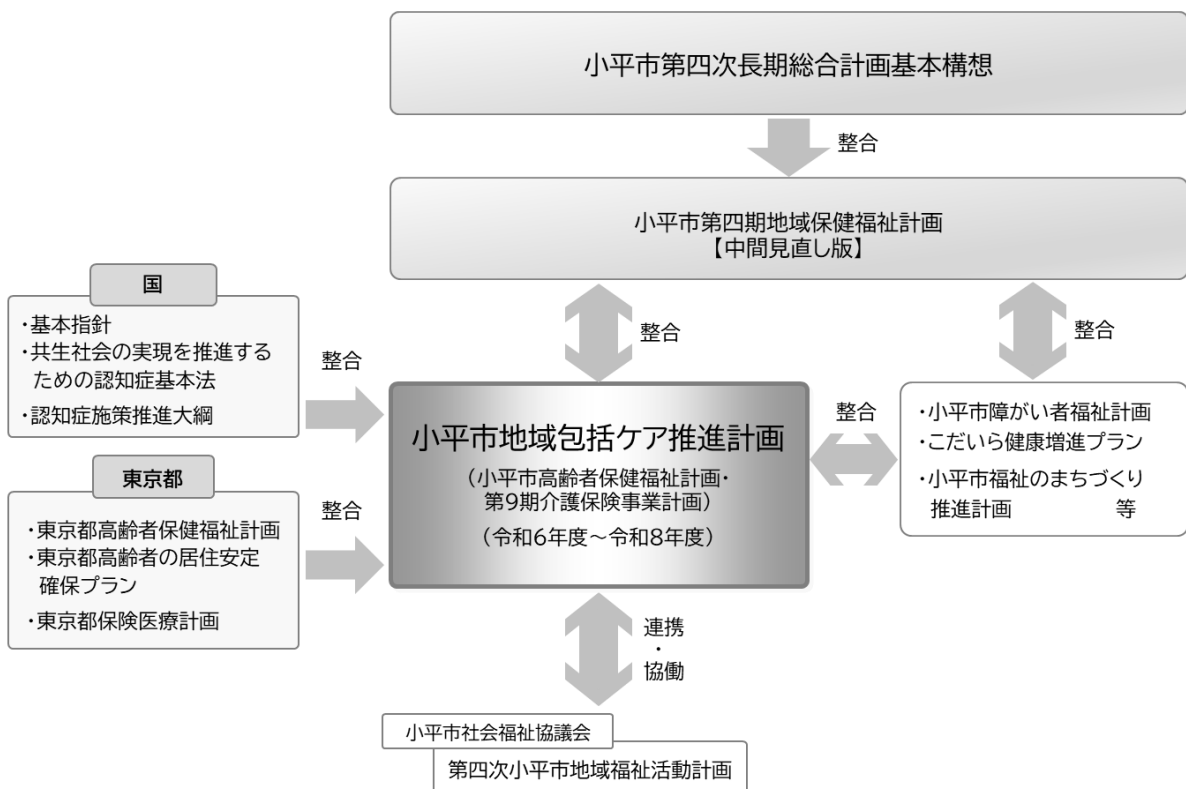 小平市第四次長期総合計画基本構想
整合
小平市第四期地域保健福祉計画
【中間見直し版】
整合
整合
国
・基本指針
・共生社会の実現を推進する
ための認知症基本法
・認知症施策推進大綱
整合
東京都
・東京都高齢者保健福祉計画
・東京都高齢者の居住安定
確保プラン
・東京都保険医療計画
整合
小平市地域包括ケア推進計画
（小平市高齢者保健福祉計画・
第9期介護保険事業計画）
（令和6年度～令和8年度）
整合
・小平市障がい者福祉計画
・こだいら健康増進プラン
・小平市福祉のまちづくり
推進計画 等
連携
・
協働
小平市社会福祉協議会
第四次小平市地域福祉活動計画